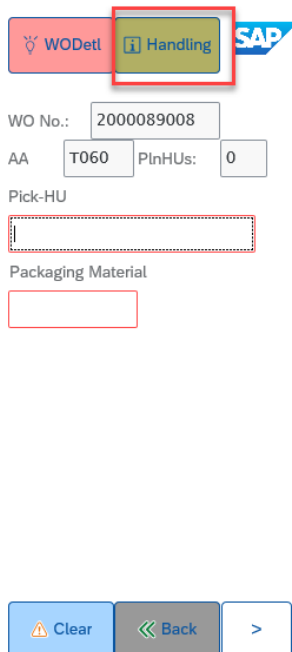 WODetl Handling SAP
WO No.: 2000089008
AA T060 PlnHUs: 0
Pick-HU
Packaging Material
Clear Back >